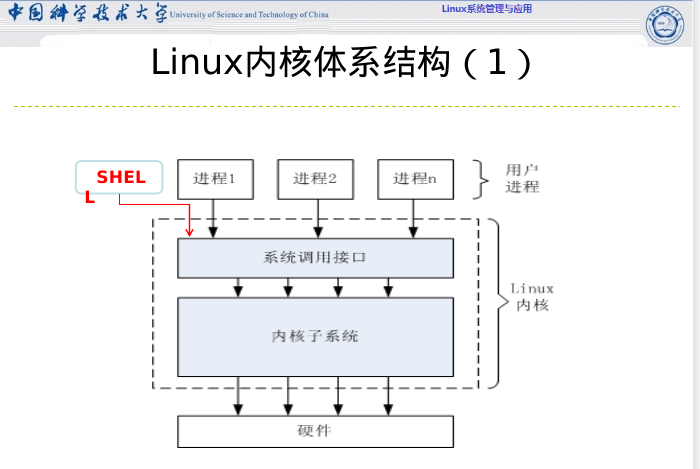 中国科学技术大学 University of Science and Technology of China
Linux系统管理与应用
Linux内核体系结构（1）
SHEL
L
进程1
进程2
进程n
用户
进程
系统调用接口
Linux
内核
内核子系统
硬件